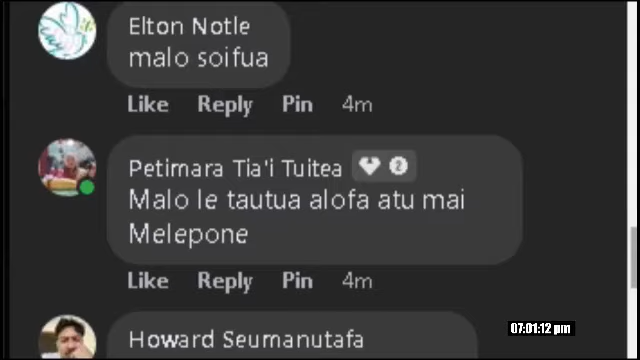 Elton Notle
malo soifua
Like Reply Pin 4m
Petimara Tia'i Tuitea 2
Malo le tautua alofa atu mai
Melepone
Like Reply Pin 4m
Howard Seumanutafa
07:01:12 pm